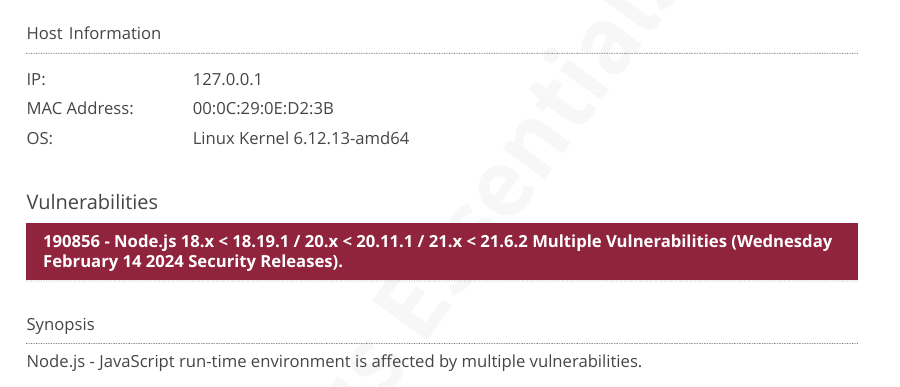 Host Information
IP: 127.0.0.1
MAC Address: 00:0C:29:0E:D2:3B
OS: Linux Kernel 6.12.13-amd64
Vulnerabilities
190856 - Node.js 18.x < 18.19.1 / 20.x < 20.11.1 / 21.x < 21.6.2 Multiple Vulnerabilities (Wednesday
February 14 2024 Security Releases).
Synopsis
Node.js - JavaScript run-time environment is affected by multiple vulnerabilities.
us Essentials